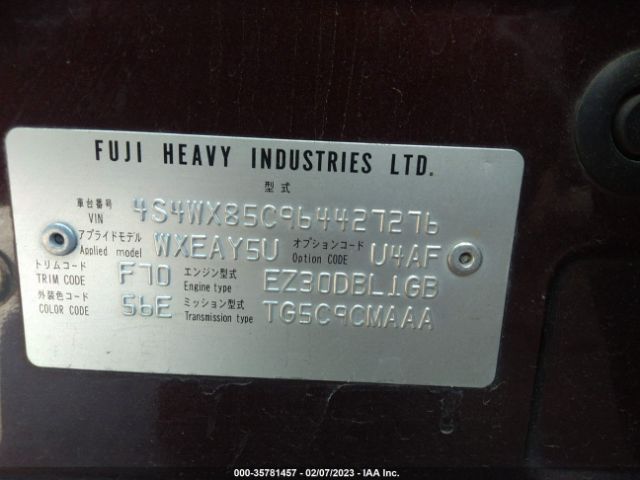 FUJI HEAVY INDUSTRIES LTD.
型式
車台番号 VIN 4S4WX85C964427276
アプライドモデル Applied model WXEAY5U オプションコード Option CODE U4AF
トリムコード TRIM CODE F70 エンジン型式 Engine type EZ30DBL1GB
外装色コード COLOR CODE 56E ミッション型式 Transmission type TG5C9CMAAA
000-35781457 - 02/07/2023 - IAA Inc.